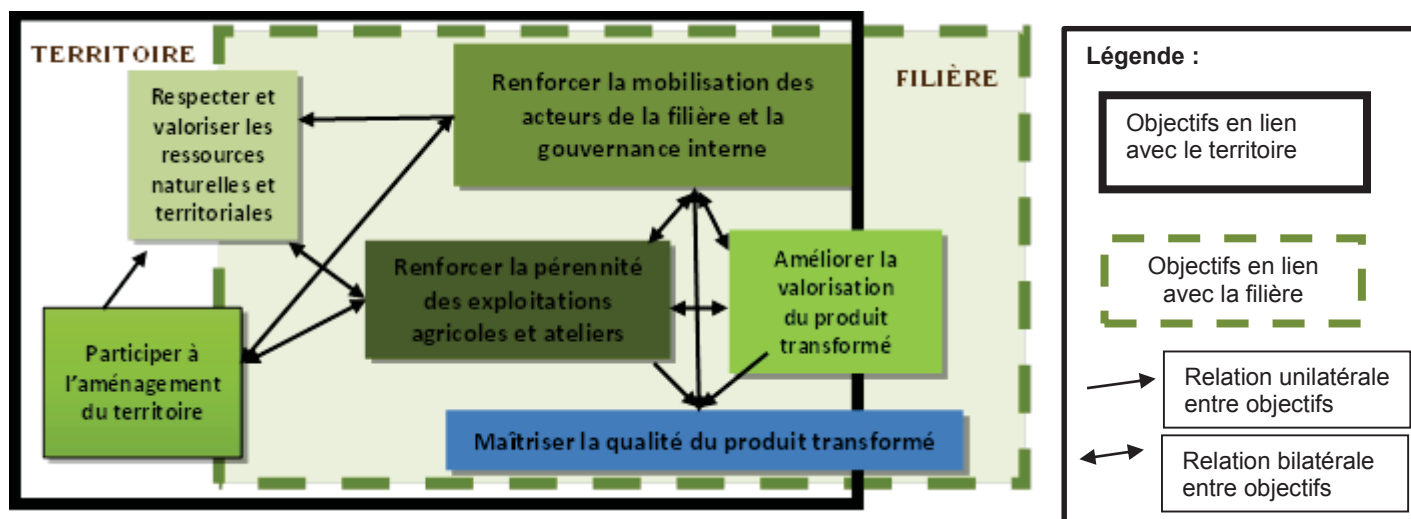 TERRITOIRE
FILIÈRE
Respecter et
valoriser les
ressources
naturelles et
territoriales
Renforcer la mobilisation des
acteurs de la filière et la
gouvernance interne
Renforcer la pérennité
des exploitations
agricoles et ateliers
Améliorer la
valorisation
du produit
transformé
Participer à
l'aménagement
du territoire
Maîtriser la qualité du produit transformé
Légende :
Objectifs en lien
avec le territoire
Objectifs en lien
avec la filière
Relation unilatérale
entre objectifs
Relation bilatérale
entre objectifs